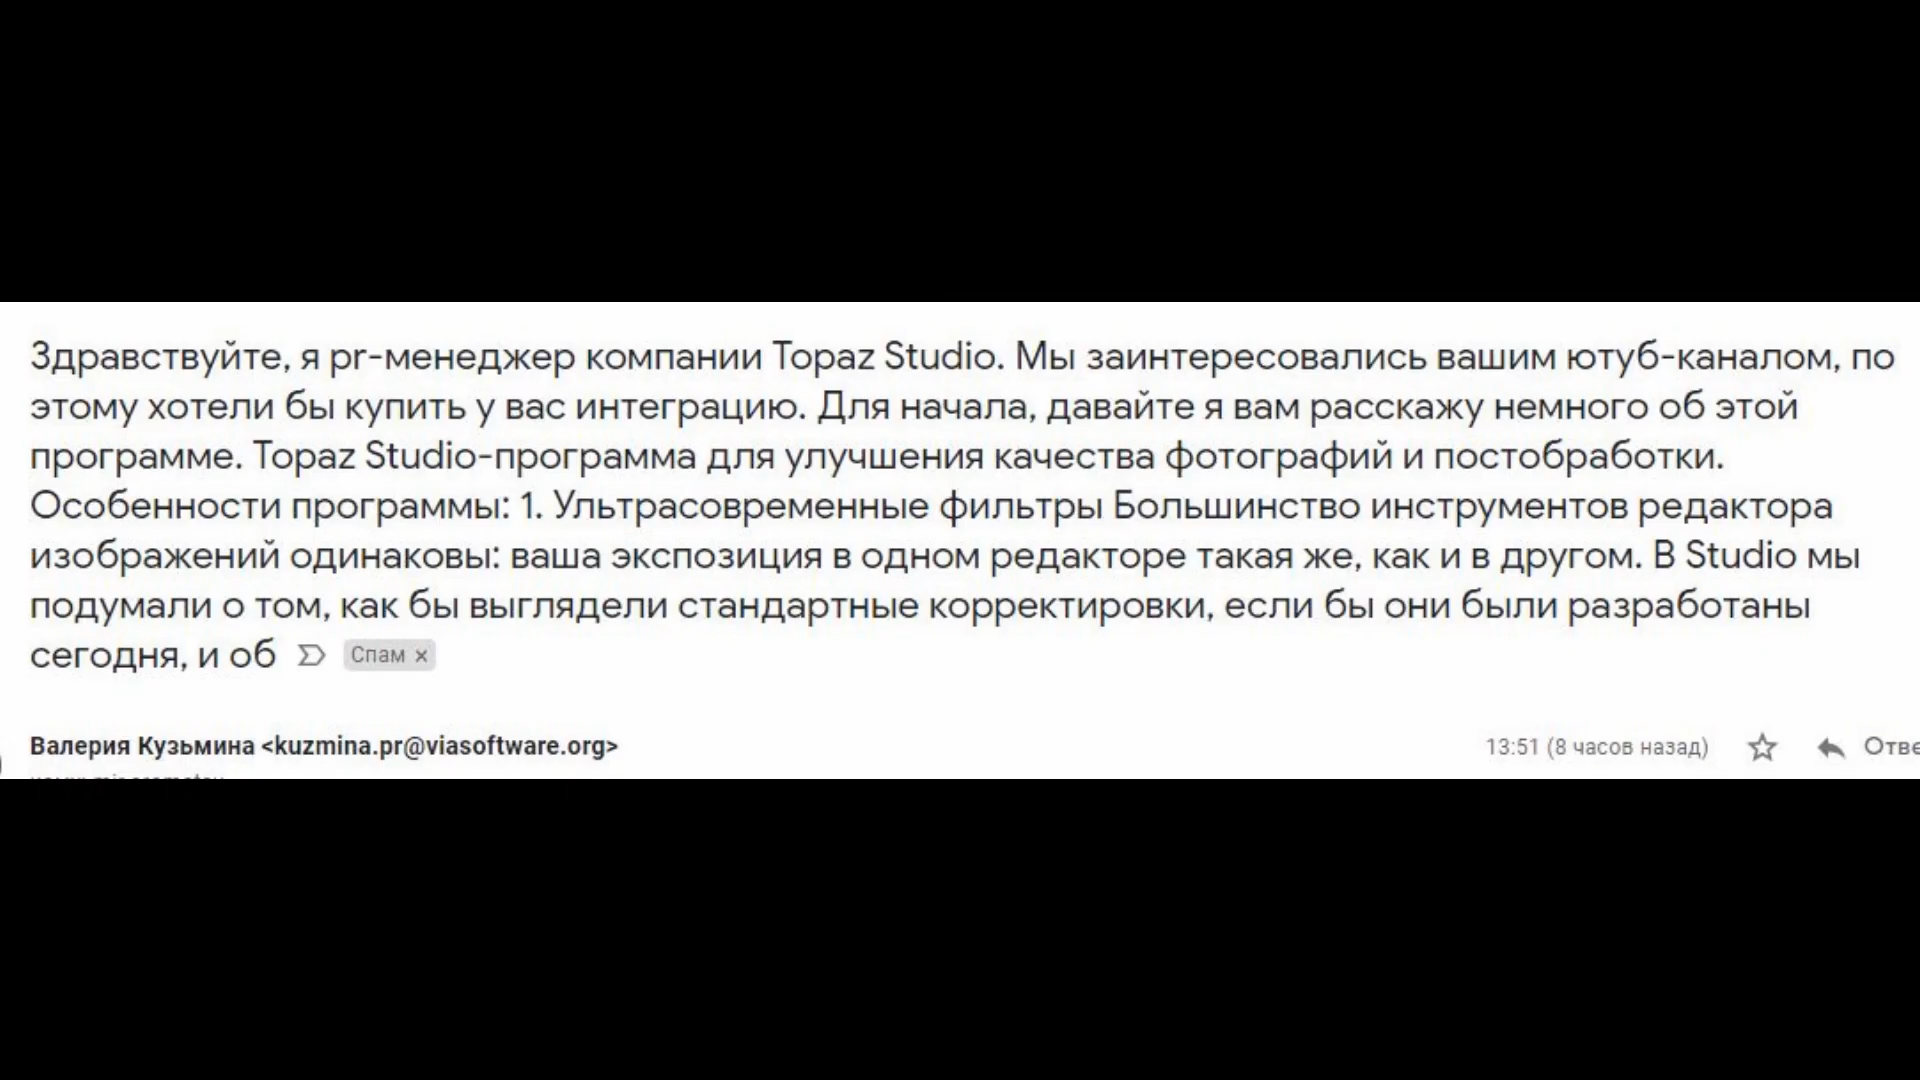 Здравствуйте, я pr-менеджер компании Topaz Studio. Мы заинтересовались вашим ютуб-каналом, по
этому хотели бы купить у вас интеграцию. Для начала, давайте я вам расскажу немного об этой
программе. Topaz Studio-программа для улучшения качества фотографий и постобработки.
Особенности программы: 1. Ультрасовременные фильтры Большинство инструментов редактора
изображений одинаковы: ваша экспозиция в одном редакторе такая же, как и в другом. В Studio мы
подумали о том, как бы выглядели стандартные корректировки, если бы они были разработаны
сегодня, и об Спам ×
Валерия Кузьмина <kuzmina.pr@viasoftware.org> 13:51 (8 часов назад) Отве